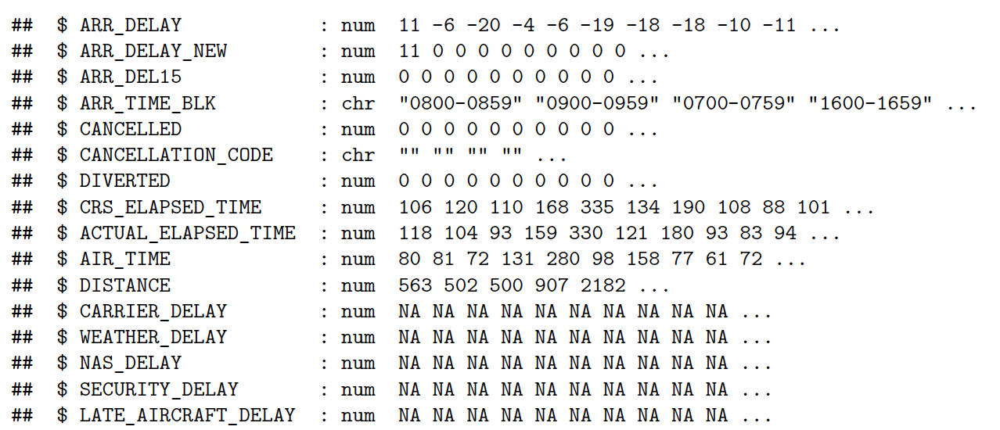 ## $ ARR_DELAY : num 11 -6 -20 -4 -6 -19 -18 -18 -10 -11 ...
## $ ARR_DELAY_NEW : num 11 0 0 0 0 0 0 0 0 0 ...
## $ ARR_DEL15 : num 0 0 0 0 0 0 0 0 0 0 ...
## $ ARR_TIME_BLK : chr "0800-0859" "0900-0959" "0700-0759" "1600-1659" ...
## $ CANCELLED : num 0 0 0 0 0 0 0 0 0 0 ...
## $ CANCELLATION_CODE : chr "" "" "" "" ...
## $ DIVERTED : num 0 0 0 0 0 0 0 0 0 0 ...
## $ CRS_ELAPSED_TIME : num 106 120 110 168 335 134 190 108 88 101 ...
## $ ACTUAL_ELAPSED_TIME : num 118 104 93 159 330 121 180 93 83 94 ...
## $ AIR_TIME : num 80 81 72 131 280 98 158 77 61 72 ...
## $ DISTANCE : num 563 502 500 907 2182 ...
## $ CARRIER_DELAY : num NA NA NA NA NA NA NA NA NA NA ...
## $ WEATHER_DELAY : num NA NA NA NA NA NA NA NA NA NA ...
## $ NAS_DELAY : num NA NA NA NA NA NA NA NA NA NA ...
## $ SECURITY_DELAY : num NA NA NA NA NA NA NA NA NA NA ...
## $ LATE_AIRCRAFT_DELAY : num NA NA NA NA NA NA NA NA NA NA ...